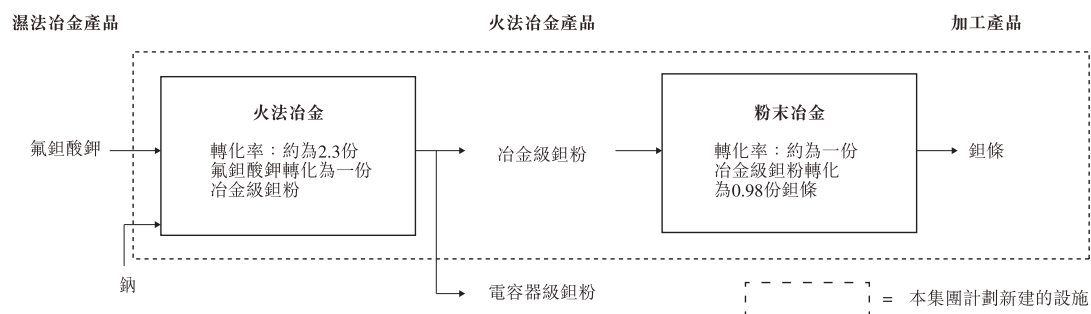 濕法冶金產品
火法冶金產品
加工產品
火法冶金
粉末冶金
氟鉭酸鉀
轉化率：約為2.3份
氟鉭酸鉀轉化為一份
冶金級鉭粉
冶金級鉭粉
轉化率：約為一份
冶金級鉭粉轉化
為0.98份鉭條
鉭條
鈉
電容器級鉭粉
= 本集團計劃新建的設施